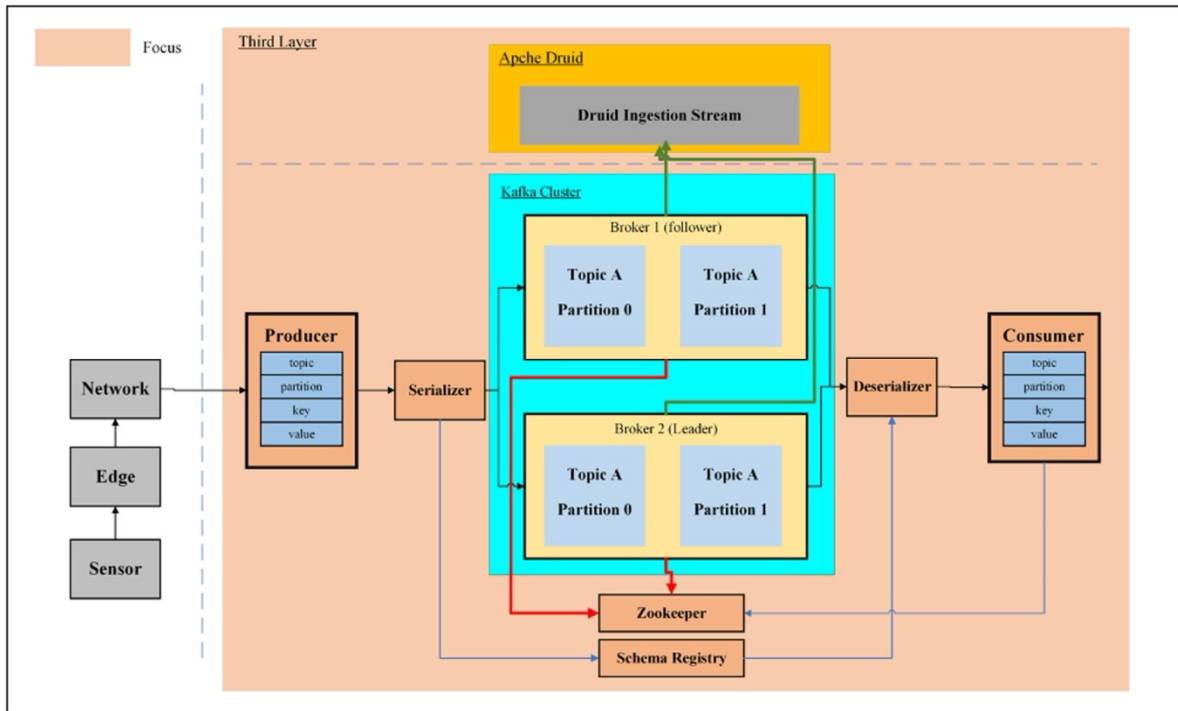 Focus
Third Layer
Apche Druid
Druid Ingestion Stream
Kafka Cluster
Broker 1 (follower)
Topic A
Partition 0
Topic A
Partition 1
Producer
topic
partition
key
value
Serializer
Deserializer
Consumer
topic
partition
key
value
Network
Edge
Sensor
Broker 2 (Leader)
Topic A
Partition 0
Topic A
Partition 1
Zookeeper
Schema Registry